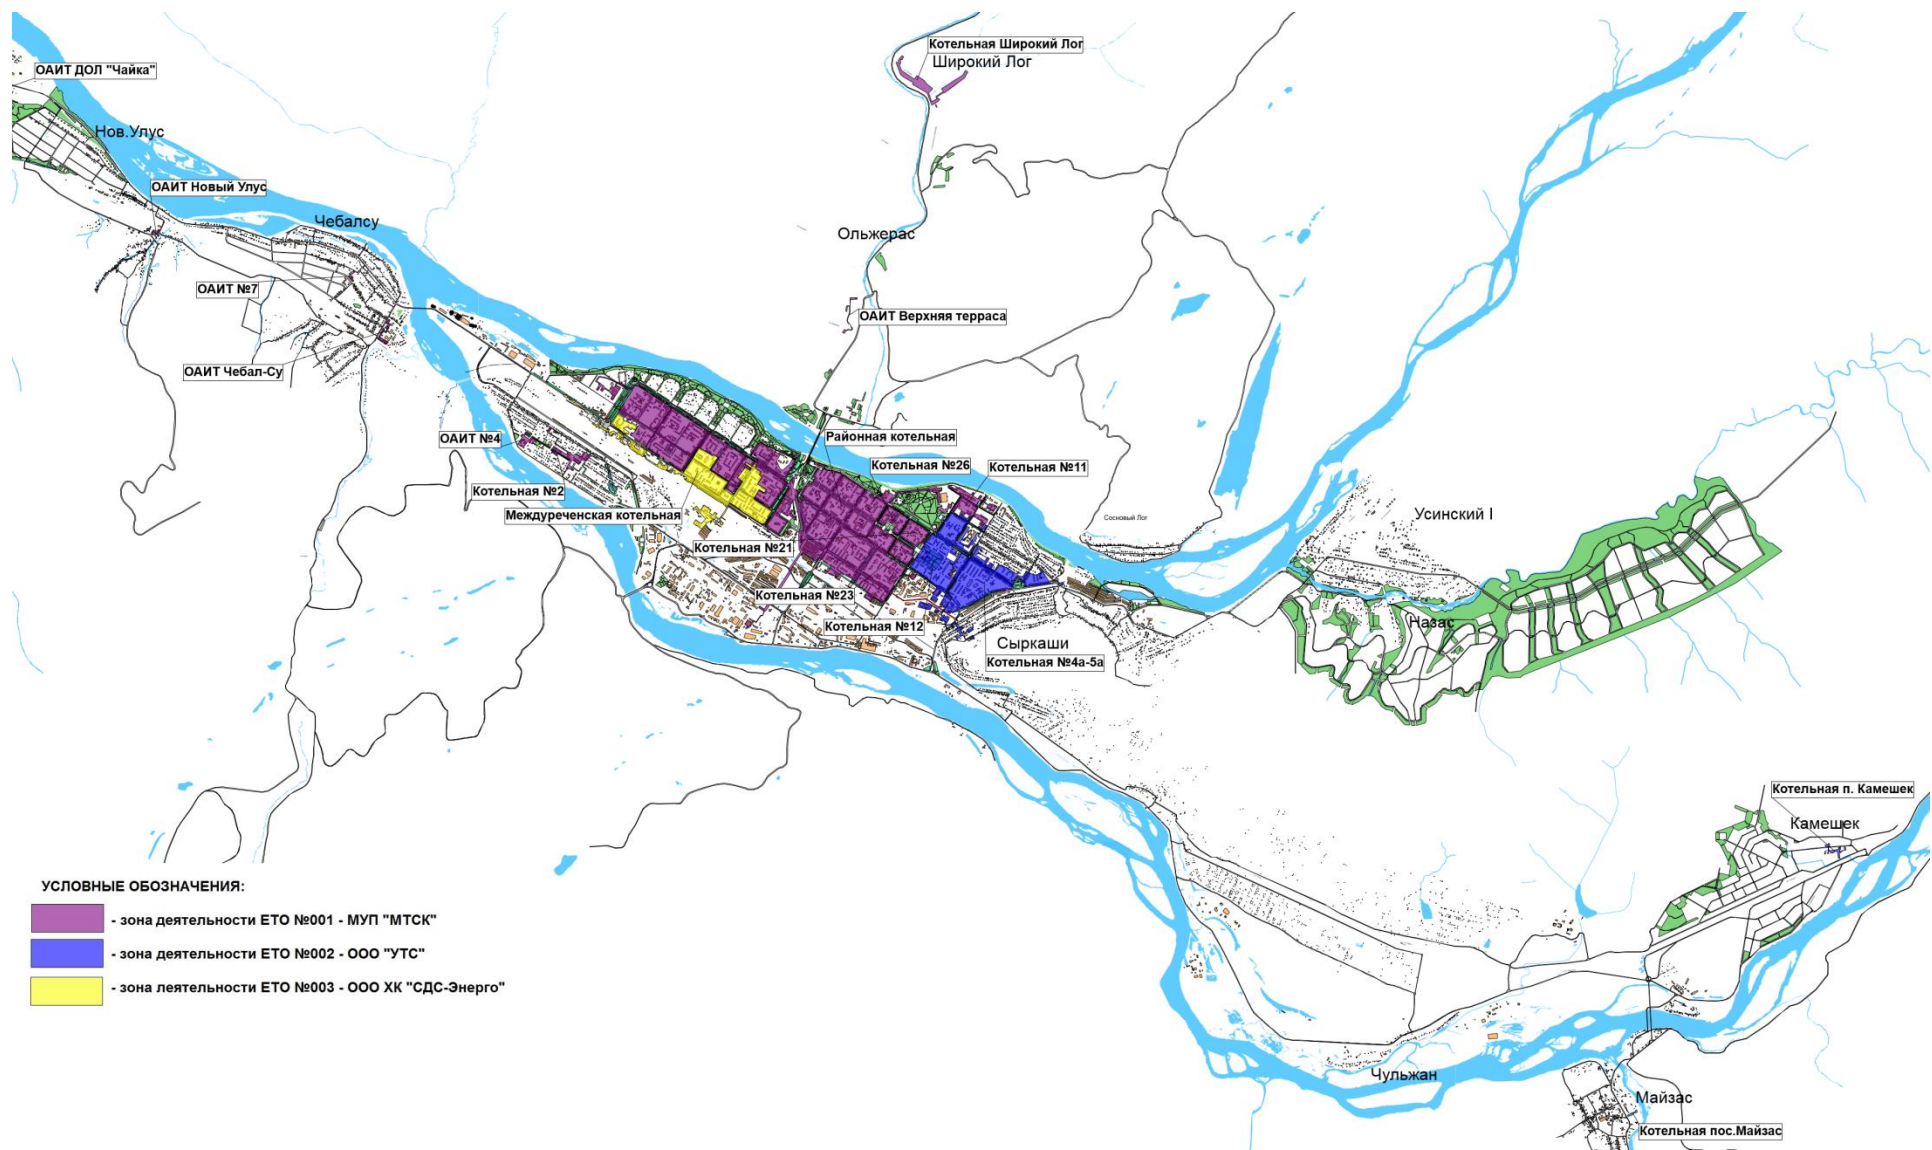 Котельная Широкий Лог
Широкий Лог
ОАИТ ДОЛ "Чайка"
Нов.Улус
ОАИТ Новый Улус
Чебалсу
Ольжерас
ОАИТ №7
ОАИТ Верхняя терраса
ОАИТ Чебал-Су
ОАИТ №4
Районная котельная
Котельная №26
Котельная №11
Котельная №2
Междуреченская котельная
Сосновый Лог
Усинский I
Котельная №21
Котельная №23
Котельная №12
Назас
Сыркаши
Котельная №4а-5а
Котельная п. Камешек
Камешек
УСЛОВНЫЕ ОБОЗНАЧЕНИЯ:
- зона деятельности ЕТО №001 - МУП "МТСК"
- зона деятельности ЕТО №002 - ООО "УТС"
- зона леятельности ЕТО №003 - ООО ХК "СДС-Энерго"
Чульжан
Майзас
Котельная пос.Майзас